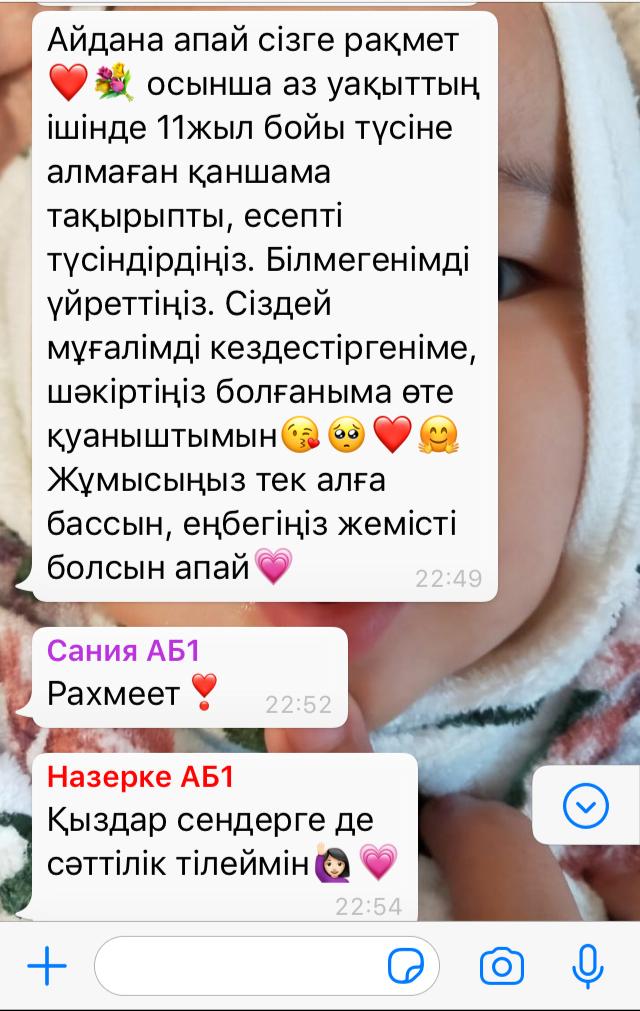 Айдана апай сізге рақмет
❤️💐 осынша аз уақыттың
ішінде 11жыл бойы түсіне
алмаған қаншама
тақырыпты, есепті
түсіндірдіңіз. Білмегенімді
үйреттіңіз. Сіздей
мұғалімді кездестіргеніме,
шәкіртіңіз болғаныма өте
қуаныштымын😘🥺❤️🤗
Жұмысыңыз тек алға
бассын, еңбегіңіз жемісті
болсын апай💗
22:49
Сания АБ1
Рахмеет❣️
22:52
Назерке АБ1
Қыздар сендерге де
сәттілік тілеймін🙋🏻‍♀️💗
22:54